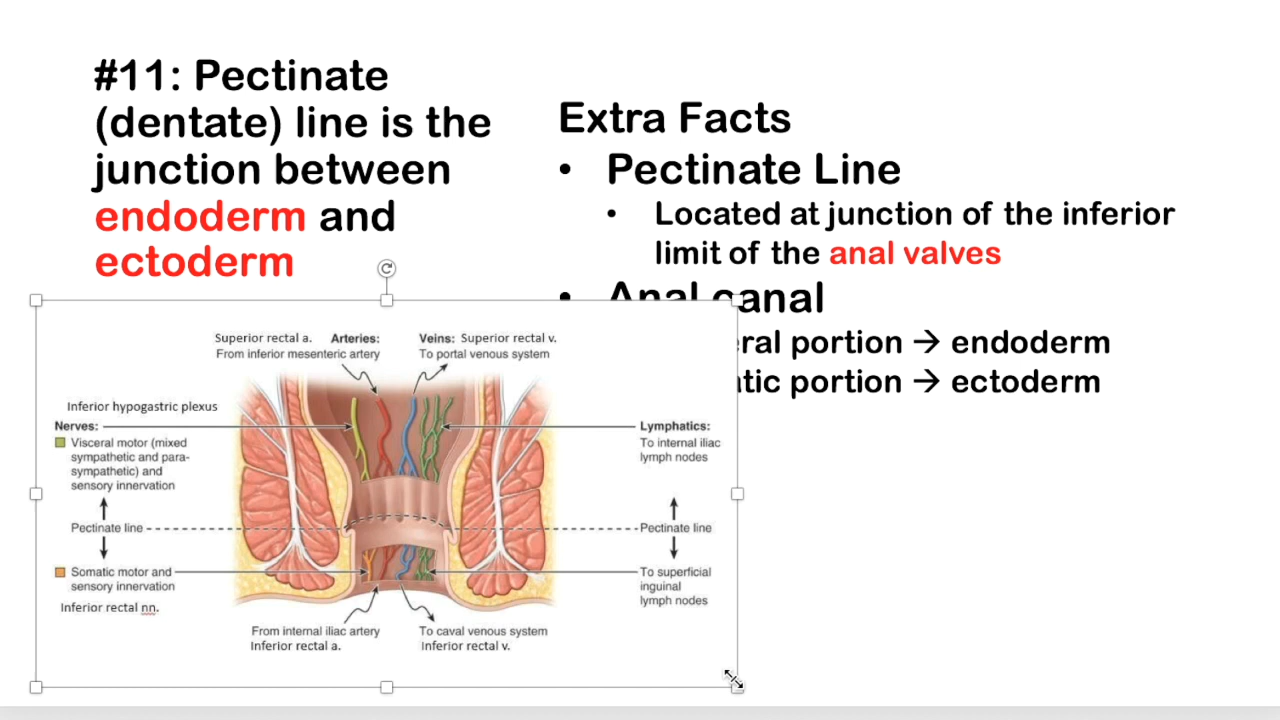 #11: Pectinate
(dentate) line is the
junction between
endoderm and
ectoderm
Extra Facts
• Pectinate Line
• Located at junction of the inferior
limit of the anal valves
• Anal canal
portion → endoderm
portion → ectoderm
Superior rectal a. Arteries:
From inferior mesenteric artery
Veins: Superior rectal v.
To portal venous system
Inferior hypogastric plexus
Nerves:
Visceral motor (mixed
sympathetic and para-
sympathetic) and
sensory innervation
Pectinate line
Somatic motor and
sensory innervation
Inferior rectal nn.
Lymphatics:
To internal iliac
lymph nodes
Pectinate line
To superficial
inguinal
lymph nodes
From internal iliac artery
Inferior rectal a.
To caval venous system
Inferior rectal v.